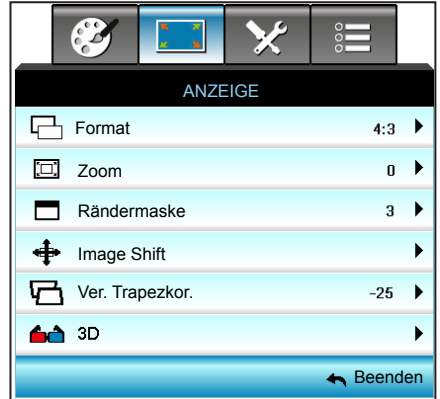 ANZEIGE
Format 4:3
Zoom 0
Rändermaske 3
Image Shift
Ver. Trapezkor. -25
3D
Beenden